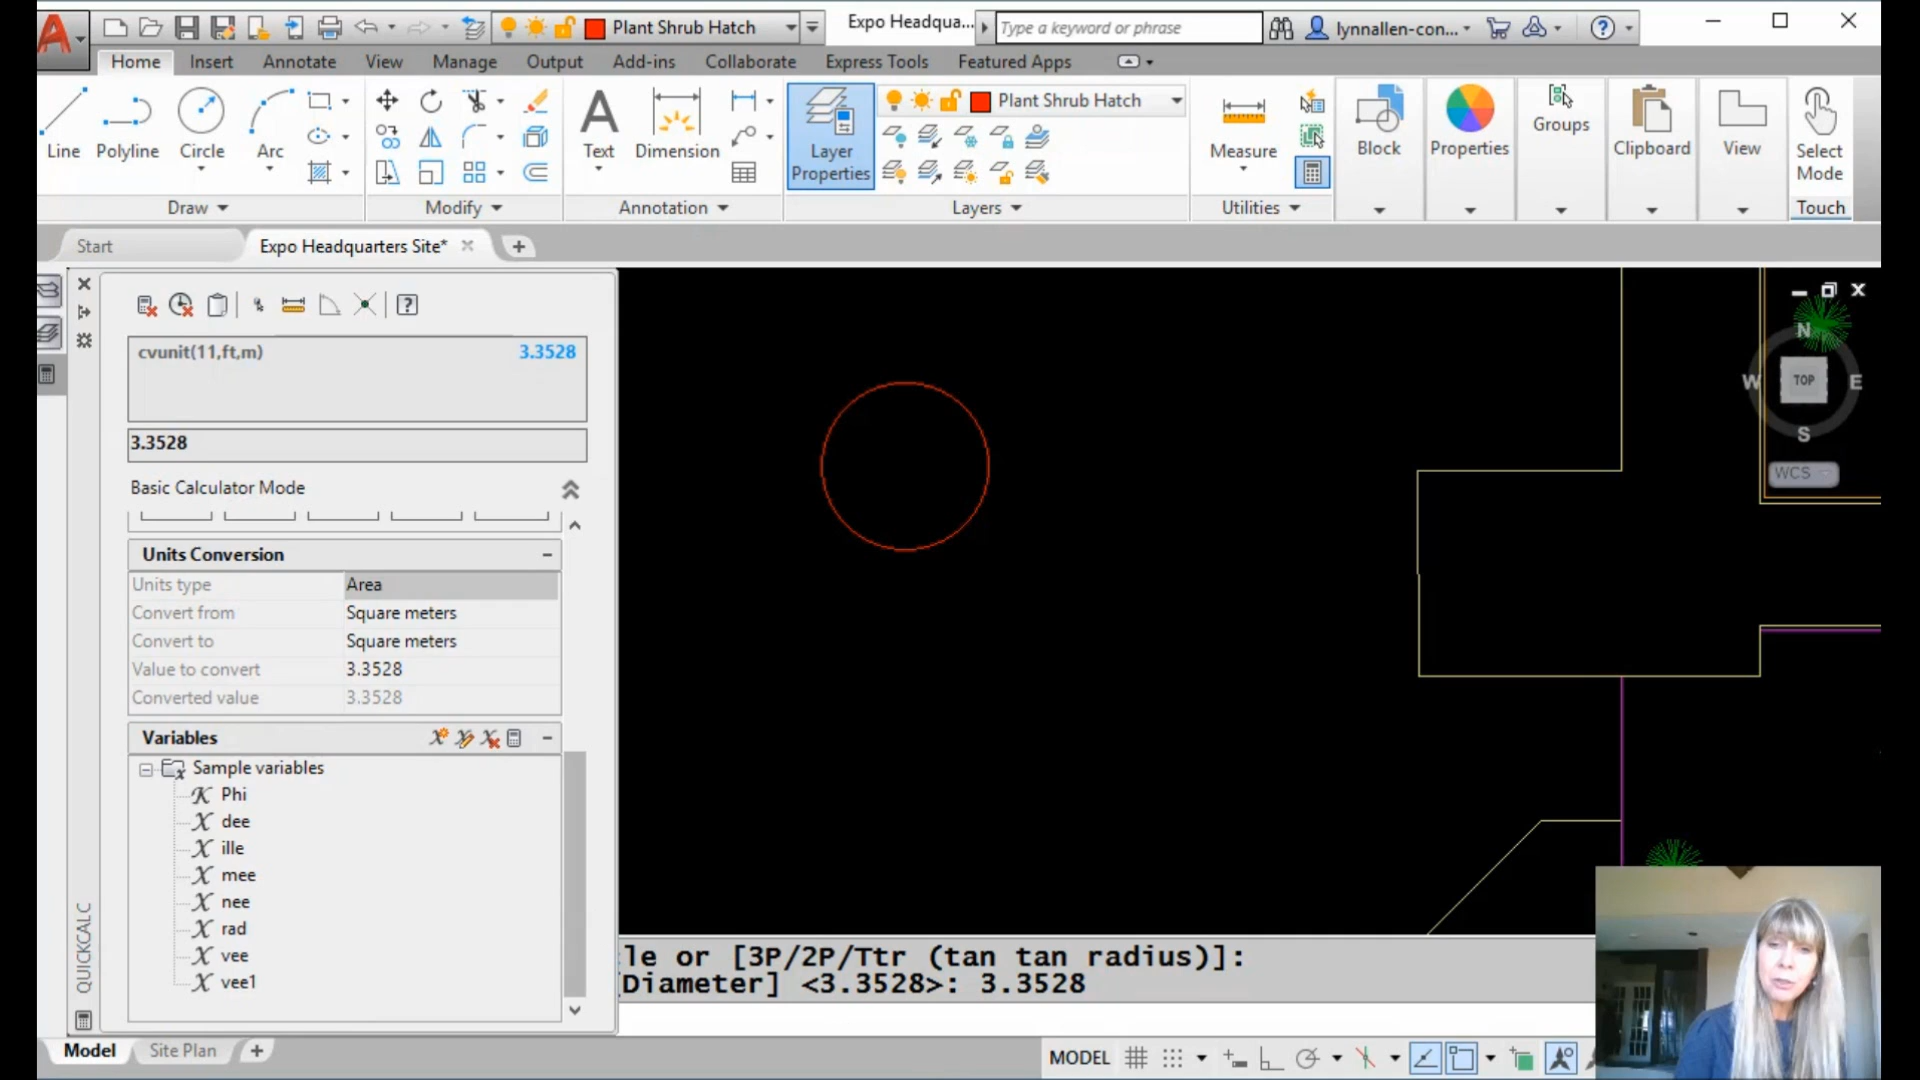 Plant Shrub Hatch
Expo Headqua...
Type a keyword or phrase
lynnallen-con...
Home Insert Annotate View Manage Output Add-ins Collaborate Express Tools Featured Apps
Line Polyline Circle Arc
Draw
Modify
Text Dimension
Annotation
Layer
Properties
Plant Shrub Hatch
Layers
Measure
Utilities
Block
Properties
Groups
Clipboard
View
Select
Mode
Touch
Start
Expo Headquarters Site*
cvunit(11,ft,m) 3.3528
3.3528
Basic Calculator Mode
Units Conversion
Units type Area
Convert from Square meters
Convert to Square meters
Value to convert 3.3528
Converted value 3.3528
Variables
Sample variables
Phi
dee
ille
mee
nee
rad
vee
vee1
QUICKCALC
N
W TOP E
S
WCS
le or [3P/2P/Ttr (tan tan radius)]:
[Diameter] <3.3528>: 3.3528
Model Site Plan
MODEL